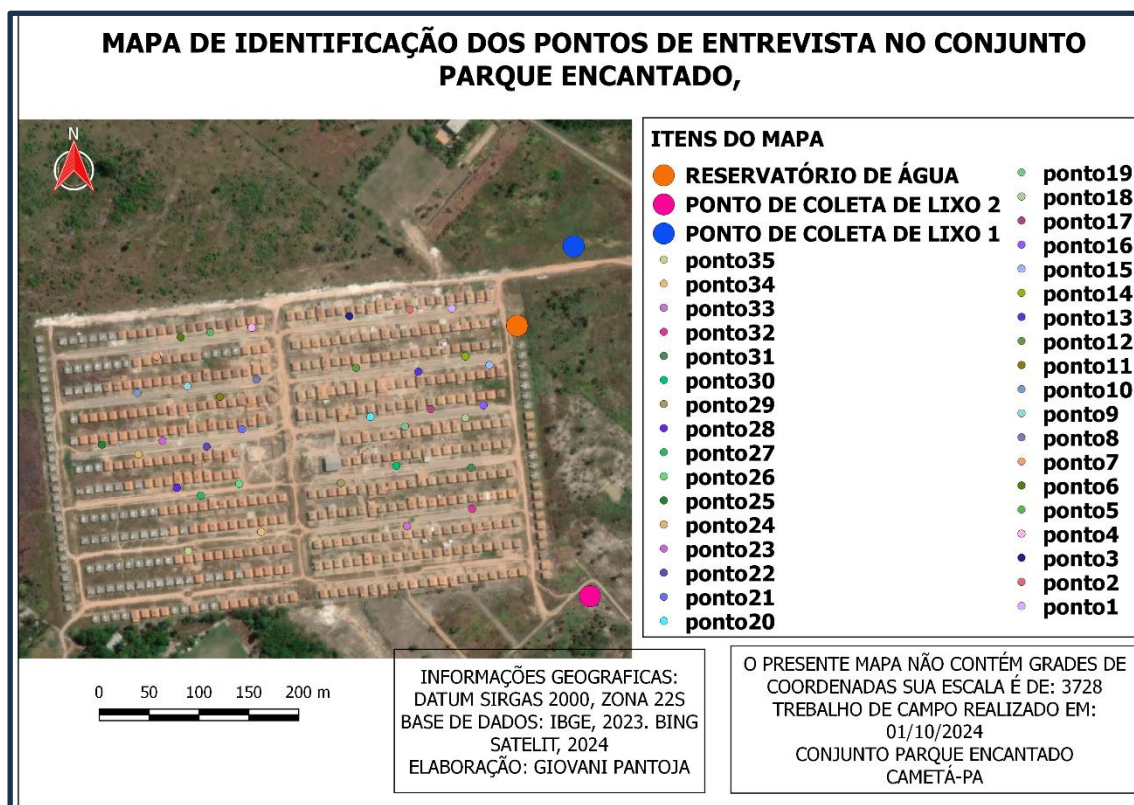 MAPA DE IDENTIFICAÇÃO DOS PONTOS DE ENTREVISTA NO CONJUNTO
PARQUE ENCANTADO,
N
ITENS DO MAPA
RESERVATÓRIO DE ÁGUA
PONTO DE COLETA DE LIXO 2
PONTO DE COLETA DE LIXO 1
ponto35
ponto34
ponto33
ponto32
ponto31
ponto30
ponto29
ponto28
ponto27
ponto26
ponto25
ponto24
ponto23
ponto22
ponto21
ponto20
ponto19
ponto18
ponto17
ponto16
ponto15
ponto14
ponto13
ponto12
ponto11
ponto10
ponto9
ponto8
ponto7
ponto6
ponto5
ponto4
ponto3
ponto2
ponto1
0 50 100 150 200 m
INFORMAÇÕES GEOGRAFICAS:
DATUM SIRGAS 2000, ZONA 22S
BASE DE DADOS: IBGE, 2023. BING
SATELIT, 2024
ELABORAÇÃO: GIOVANI PANTOJA
O PRESENTE MAPA NÃO CONTÉM GRADES DE
COORDENADAS SUA ESCALA É DE: 3728
TREBALHO DE CAMPO REALIZADO EM:
01/10/2024
CONJUNTO PARQUE ENCANTADO
CAMETÁ-PA